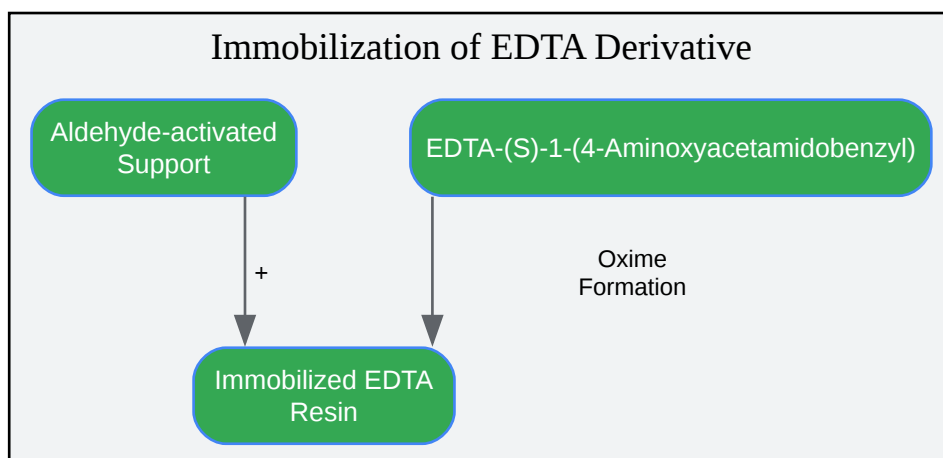 Immobilization of EDTA Derivative
Aldehyde-activated
Support
EDTA-(S)-1-(4-Aminoxyacetamidobenzyl)
+
Oxime
Formation
Immobilized EDTA
Resin